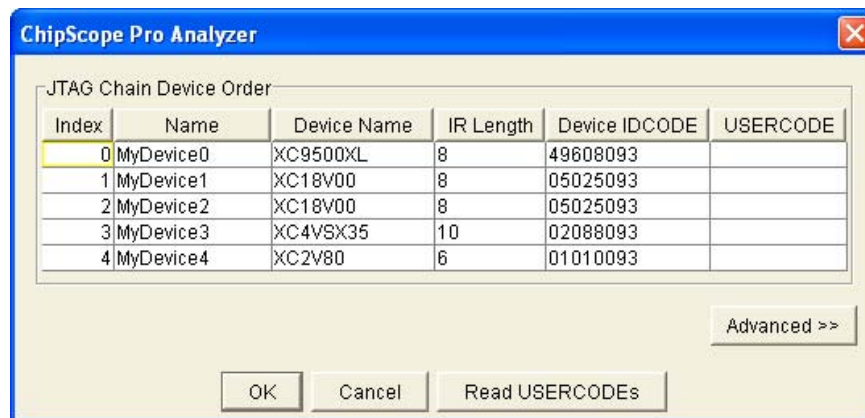 ChipScope Pro Analyzer
JTAG Chain Device Order
Index Name Device Name IR Length Device IDCODE USERCODE
0 MyDevice0 XC9500XL 8 49608093
1 MyDevice1 XC18V00 8 05025093
2 MyDevice2 XC18V00 8 05025093
3 MyDevice3 XC4VSX35 10 02088093
4 MyDevice4 XC2V80 6 01010093
Advanced >>
OK Cancel Read USERCODEs